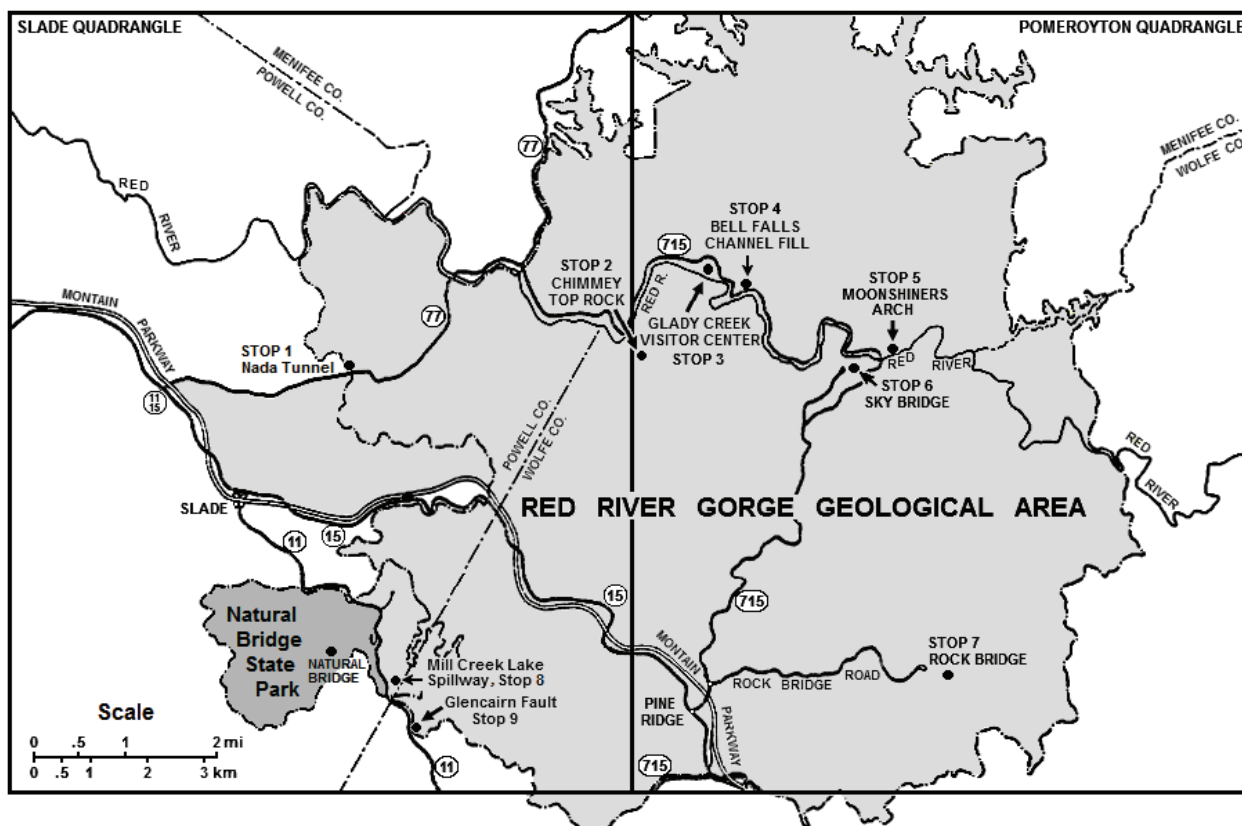 SLADE QUADRANGLE
POMEROYTON QUADRANGLE
MENIFEE CO.
POWELL CO.
MENIFEE CO.
WOLFE CO.
77
RED
RIVER
STOP 4
BELL FALLS
CHANNEL FILL
715
STOP 2
CHIMMEY
TOP ROCK
RED R.
STOP 5
MOONSHINERS
ARCH
MONTAIN
PARKWAY
77
GLADY CREEK
VISITOR CENTER
STOP 3
STOP 1
Nada Tunnel
RED
RIVER
STOP 6
SKY BRIDGE
11
15
POWELL CO.
WOLFE CO.
RED
RIVER
SLADE
RED RIVER GORGE GEOLOGICAL AREA
15
11
15
715
Natural
Bridge
State
Park
NATURAL
BRIDGE
MONTAIN
PARKWAY
STOP 7
ROCK BRIDGE
Mill Creek Lake
Spillway, Stop 8
ROCK BRIDGE ROAD
Glencairn Fault
Stop 9
PINE
RIDGE
Scale
0 .5 1 2 mi
0 .5 1 2 3 km
11
715